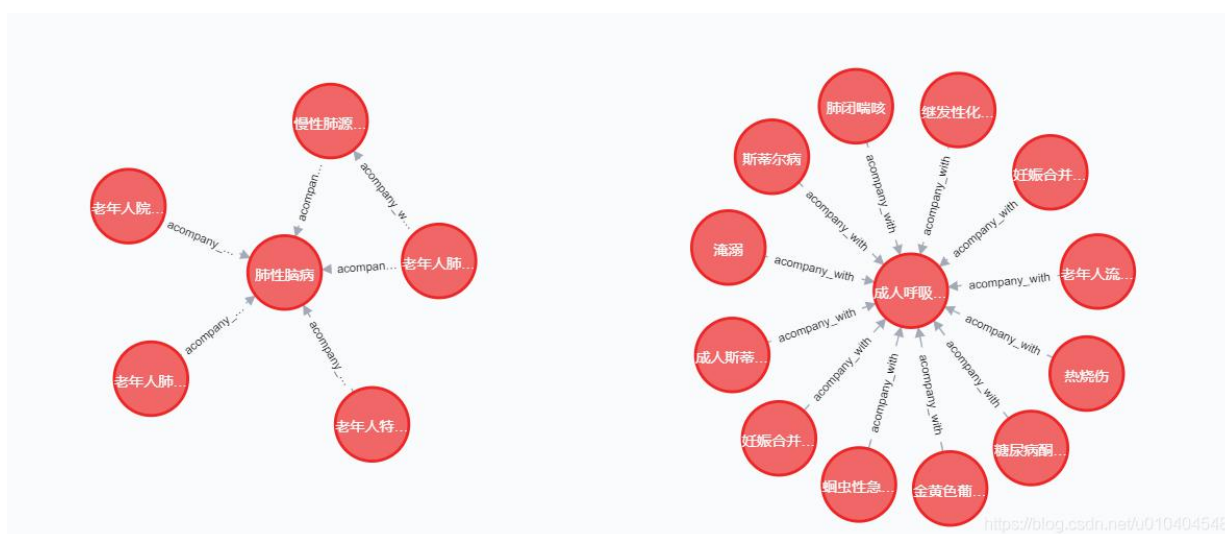 慢性肺源...
acompany_w...
acompan...
老年人院...
acompany_...
肺性脑病
acompan...
老年人肺...
acompany_...
acompany_...
老年人肺...
老年人特...
肺闭喘咳
继发性化...
斯蒂尔病
acompany_with
acompany_with
妊娠合并...
acompany_with
acompany_with
淹溺
acompany_with
成人呼吸...
acompany_with
老年人流...
成人斯蒂...
acompany_with
acompany_with
热烧伤
acompany_with
acompany_with
acompany_with
acompany_with
妊娠合并...
糖尿病酮...
蛔虫性急...
金黄色葡...
https://blog.csdn.net/u010404548